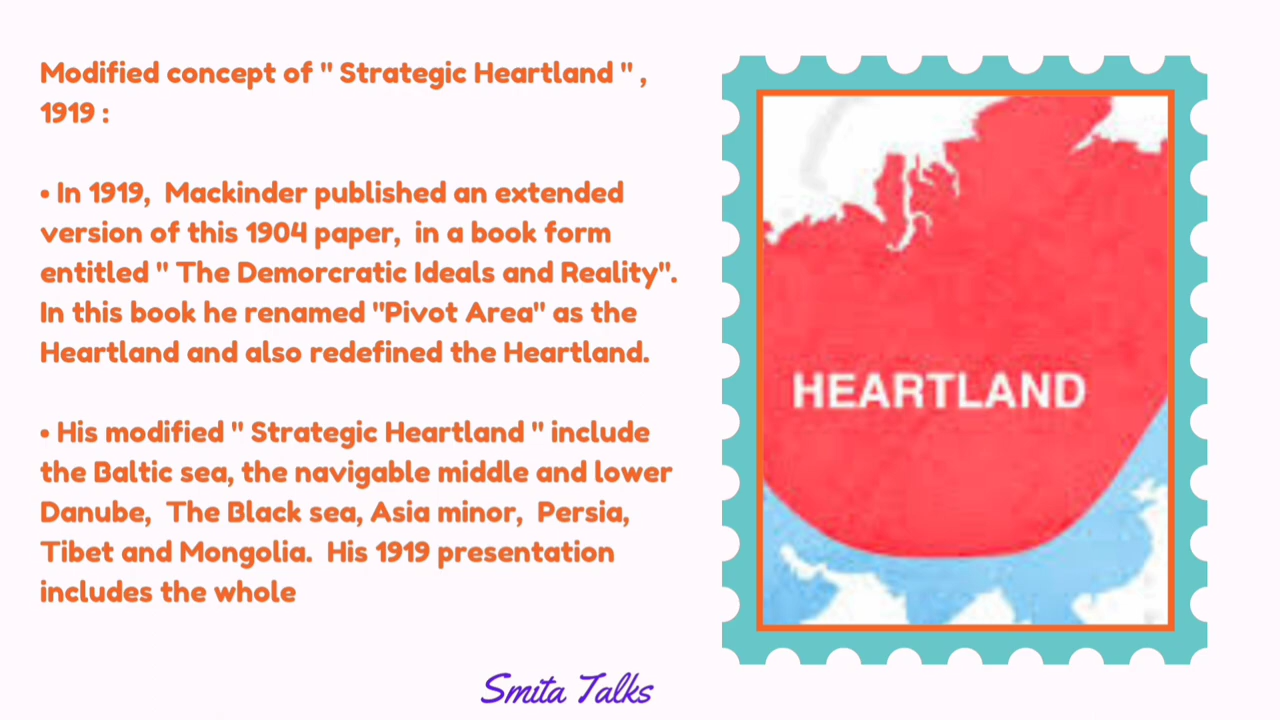 Modified concept of " Strategic Heartland " ,
1919 :
• In 1919,  Mackinder published an extended
version of this 1904 paper,  in a book form
entitled " The Demorcratic Ideals and Reality".
In this book he renamed "Pivot Area" as the
Heartland and also redefined the Heartland.
• His modified " Strategic Heartland " include
the Baltic sea, the navigable middle and lower
Danube,  The Black sea, Asia minor,  Persia,
Tibet and Mongolia.  His 1919 presentation
includes the whole
HEARTLAND
Smita Talks